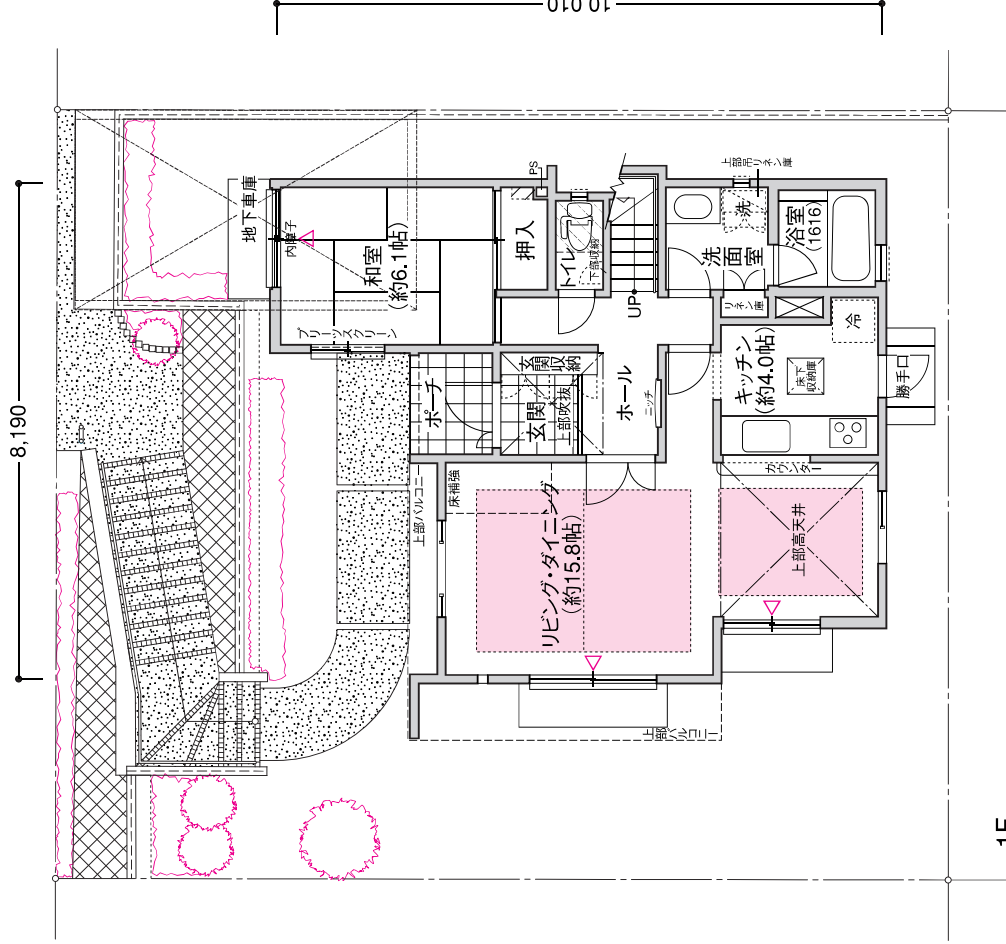 10,010
8,190
地下車庫
内障子
和室
(約6.1帖)
プリーツスクリーン
押入
PS
トイレ
下部収納
UP
洗面室
洗
上部吊リネン庫
浴室
(1616)
リネン庫
冷
キッチン
(約4.0帖)
床下
収納庫
勝手口
カウンター
ポーチ
玄関
上部吹抜
玄関
収納
ホール
ニッチ
上部バルコニー
床補強
リビング・ダイニング
(約15.8帖)
上部高天井
上部バルコニー
1F